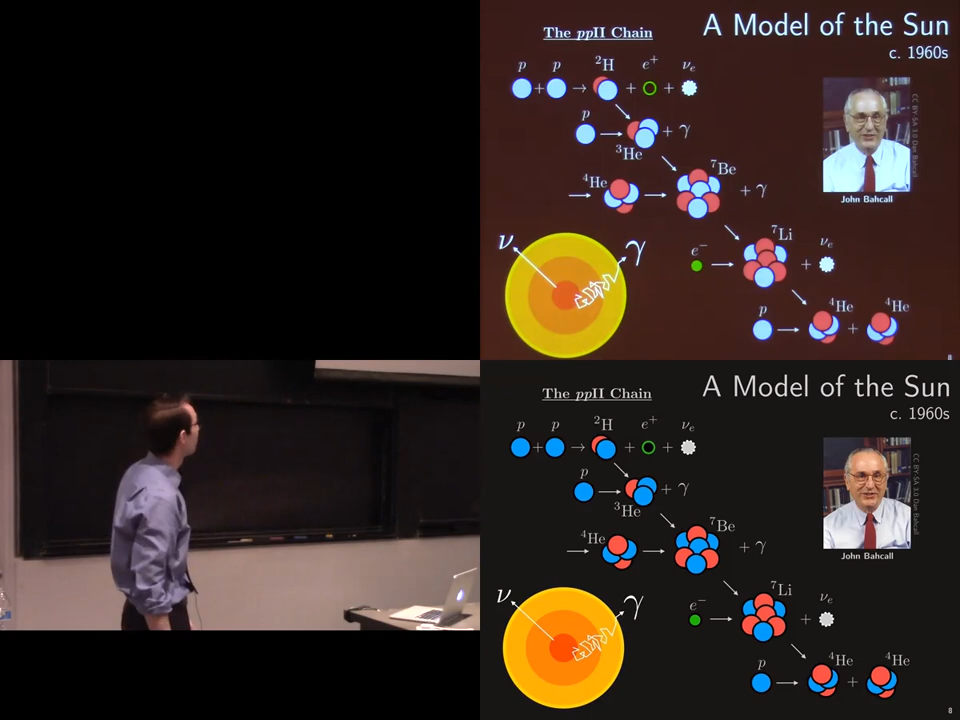 The ppII Chain
A Model of the Sun
c. 1960s
p p ²H e⁺ νₑ
+ → + +
p
→ + γ
³He
CC BY-SA 3.0 Dan Bahcall
⁴He ⁷Be
→ → + γ
John Bahcall
ν γ
e⁻ ⁷Li νₑ
→ +
p ⁴He ⁴He
→ +
8
The ppII Chain
A Model of the Sun
c. 1960s
p p ²H e⁺ νₑ
+ → + +
p
→ + γ
³He
CC BY-SA 3.0 Dan Bahcall
⁴He ⁷Be
→ → + γ
John Bahcall
ν γ
e⁻ ⁷Li νₑ
→ +
p ⁴He ⁴He
→ +
8